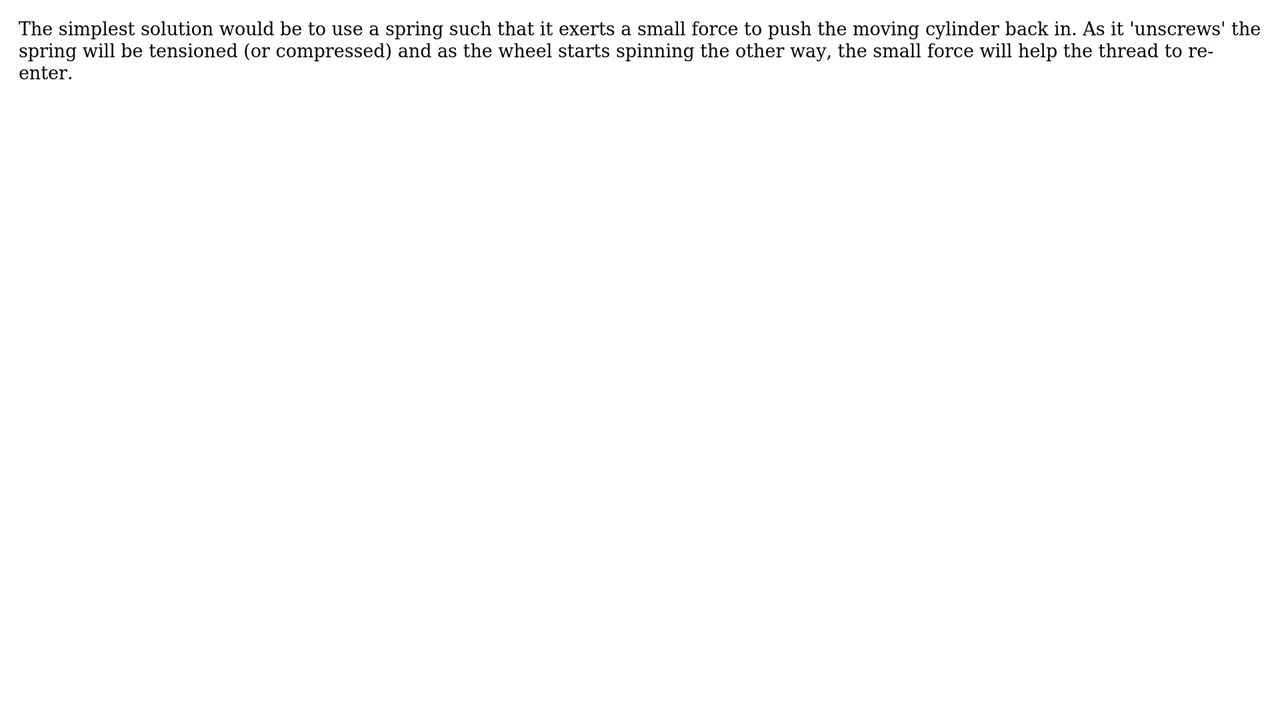 The simplest solution would be to use a spring such that it exerts a small force to push the moving cylinder back in. As it 'unscrews' the
spring will be tensioned (or compressed) and as the wheel starts spinning the other way, the small force will help the thread to re-
enter.